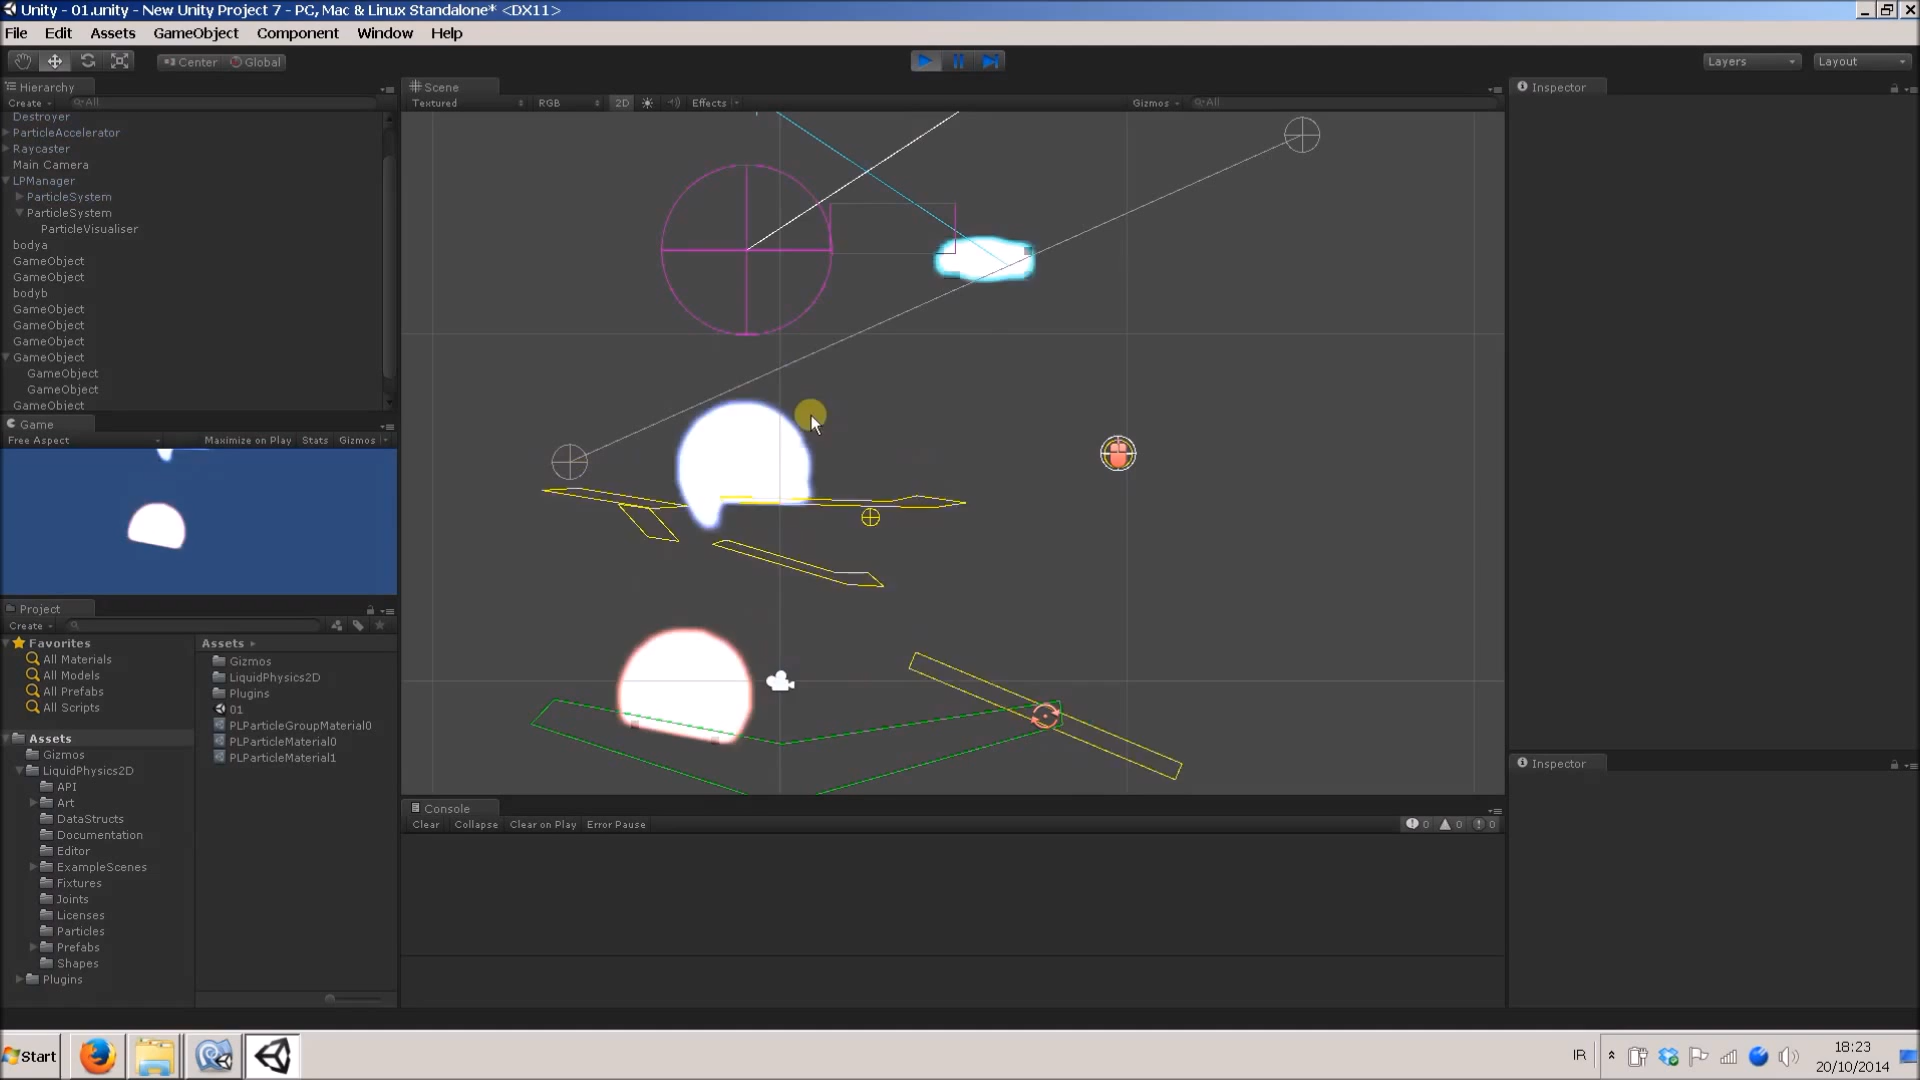 Unity - 01.unity - New Unity Project 7 - PC, Mac & Linux Standalone* <DX11>
File Edit Assets GameObject Component Window Help
Center Global Layers Layout
Hierarchy
Create All
Destroyer
ParticleAccelerator
Raycaster
Main Camera
LPManager
ParticleSystem
ParticleSystem
ParticleVisualiser
bodya
GameObject
GameObject
bodyb
GameObject
GameObject
GameObject
GameObject
GameObject
GameObject
GameObject
Game
Free Aspect Maximize on Play Stats Gizmos
Scene
Textured RGB 2D Effects Gizmos All
Inspector
Project
Create
Favorites
All Materials
All Models
All Prefabs
All Scripts
Assets
Gizmos
LiquidPhysics2D
API
Art
DataStructs
Documentation
Editor
ExampleScenes
Fixtures
Joints
Licenses
Particles
Prefabs
Shapes
Plugins
Assets
Gizmos
LiquidPhysics2D
Plugins
01
PLParticleGroupMaterial0
PLParticleMaterial0
PLParticleMaterial1
Console
Clear Collapse Clear on Play Error Pause 0 0 0
Inspector
Start IR 18:23
20/10/2014